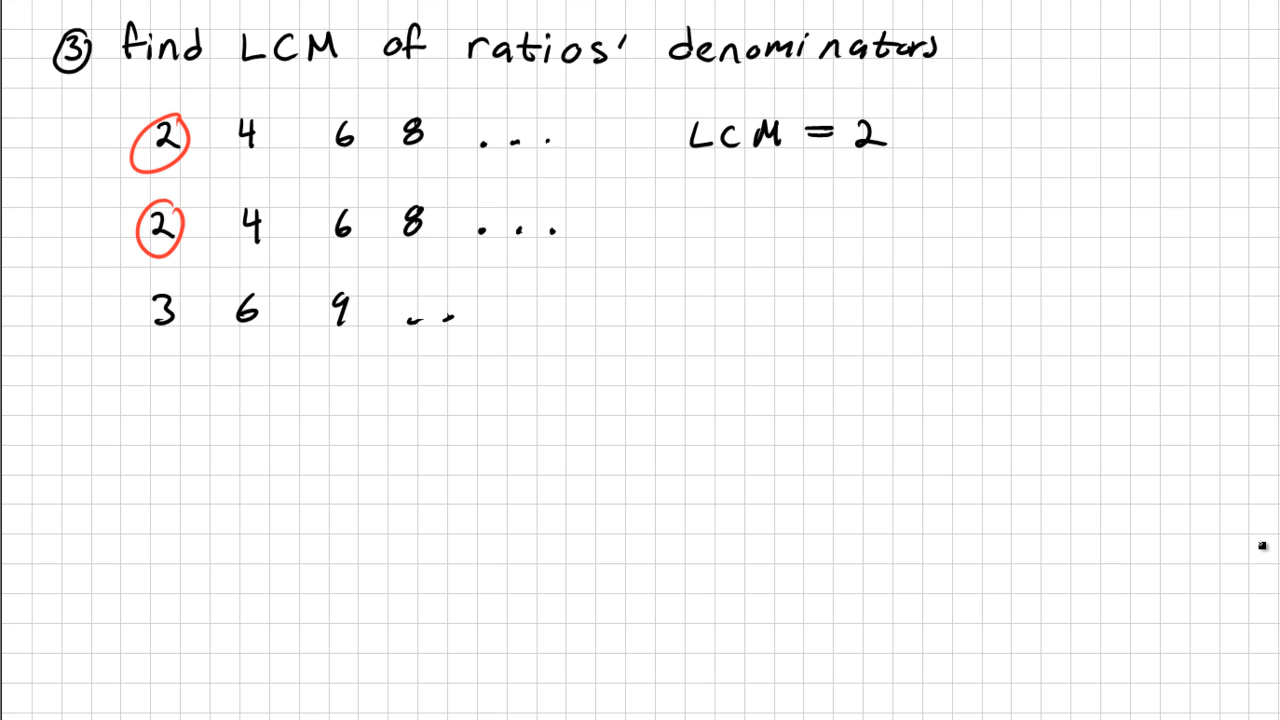 ③ find LCM of ratios' denominators
2 4 6 8 ... LCM = 2
2 4 6 8 ...
3 6 9 ..